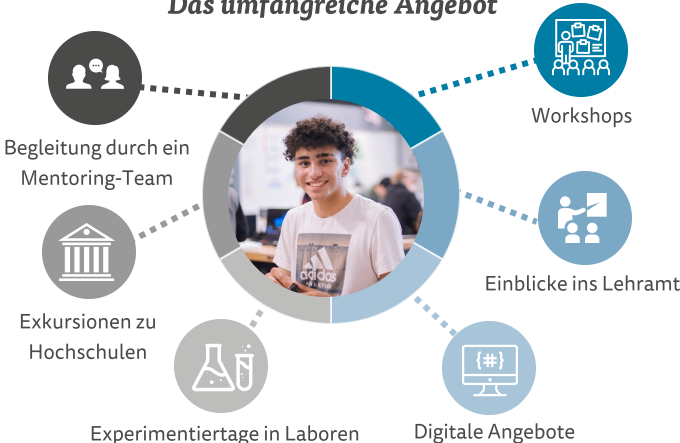 Das umfangreiche Angebot
Workshops
Begleitung durch ein
Mentoring-Team
Einblicke ins Lehramt
Exkursionen zu
Hochschulen
{#}
Digitale Angebote
Experimentiertage in Laboren
adidas